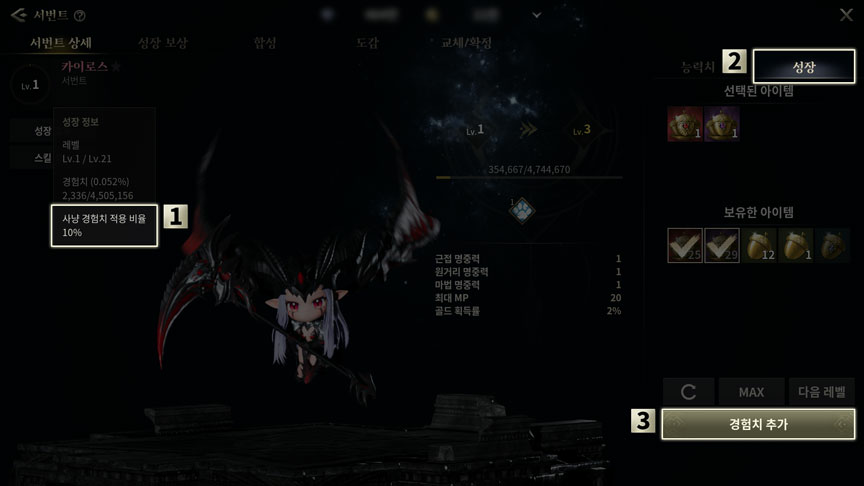 서번트
서번트 상세
성장 보상
합성
도감
교체/확정
Lv.1
카이로스
서번트
성장
스킬
성장 정보
레벨
Lv.1 / Lv.21
경험치 (0.052%)
2,336/4,505,156
사냥 경험치 적용 비율
10%
1
Lv.1
Lv.3
354,667/4,744,670
1
근접 명중력 1
원거리 명중력 1
마법 명중력 1
최대 MP 20
골드 획득률 2%
능력치
2
성장
선택된 아이템
1
1
보유한 아이템
25
29
12
1
MAX
다음 레벨
3
경험치 추가